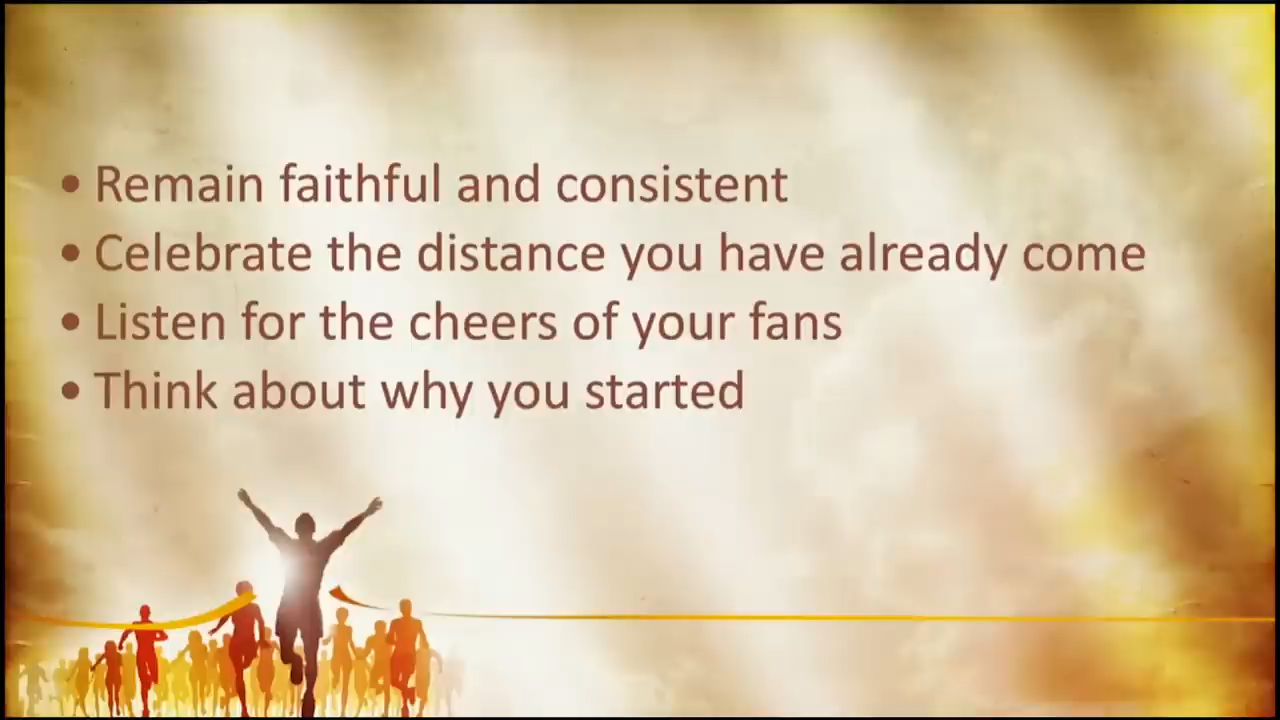 • Remain faithful and consistent
• Celebrate the distance you have already come
• Listen for the cheers of your fans
• Think about why you started